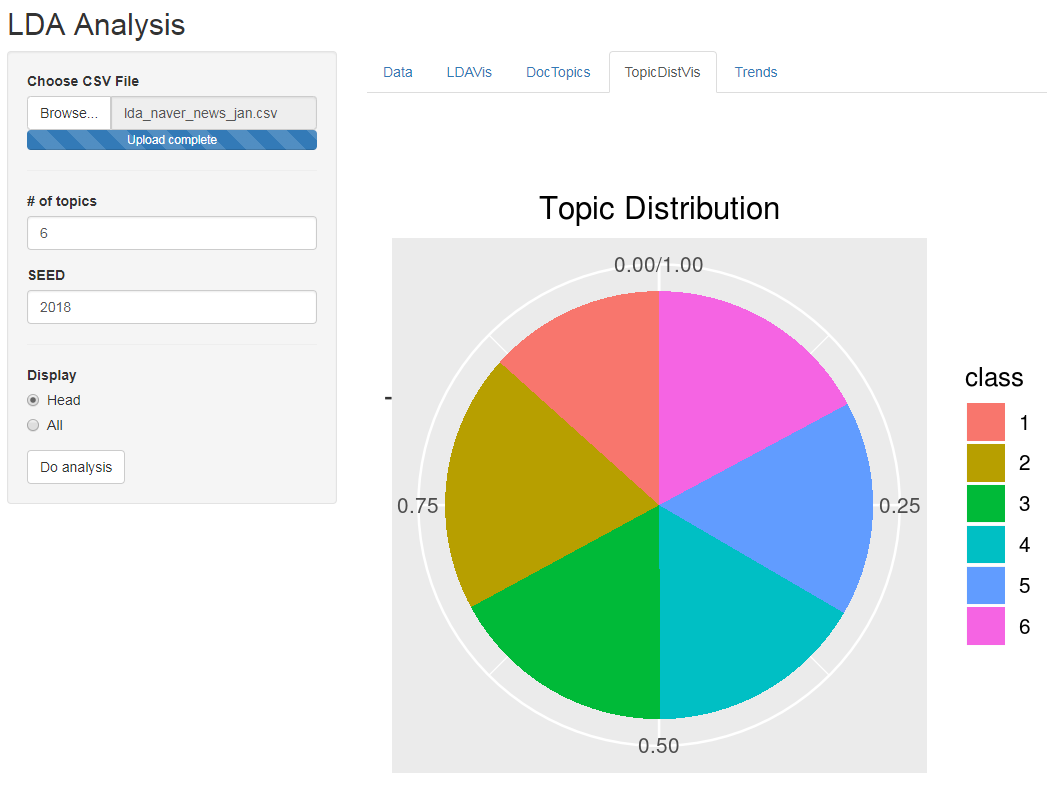 LDA Analysis
Choose CSV File
Browse... lda_naver_news_jan.csv
Upload complete
# of topics
6
SEED
2018
Display
Head
All
Do analysis
Data LDAVis DocTopics TopicDistVis Trends
Topic Distribution
0.00/1.00
0.75 0.25
0.50
-
class
1
2
3
4
5
6